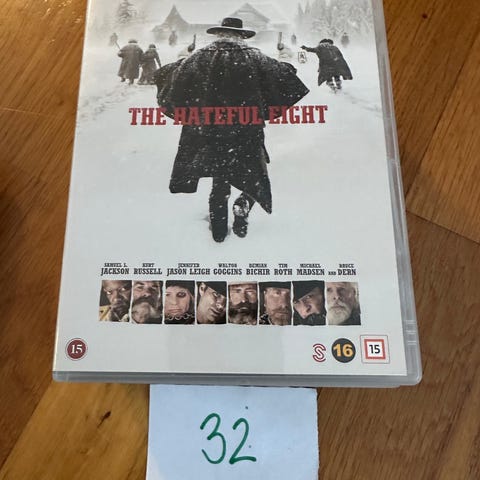 THE HATEFUL EIGHT
SAMUEL L. KURT JENNIFER WALTON DEMIAN TIM MICHAEL BRUCE
JACKSON RUSSELL JASON LEIGH GOGGINS BICHIR ROTH MADSEN AND DERN
15 S 16 15
32